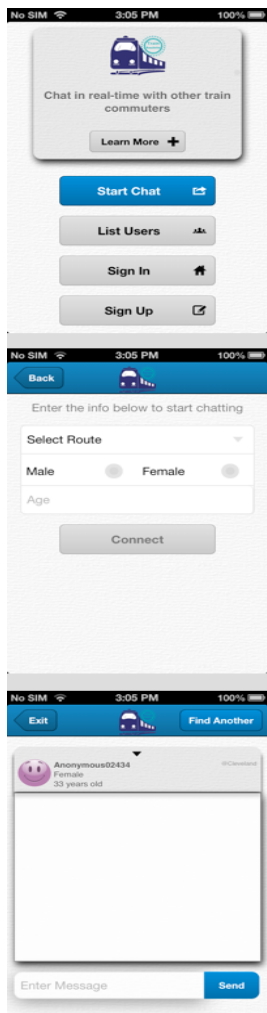 No SIM 3:05 PM 100%
Chat in real-time with other train
commuters
Learn More
Start Chat
List Users
Sign In
Sign Up
No SIM 3:05 PM 100%
Back
Enter the info below to start chatting
Select Route
Male Female
Age
Connect
No SIM 3:05 PM 100%
Exit Find Another
Anonymous02434 @Cleveland
Female
33 years old
Enter Message Send